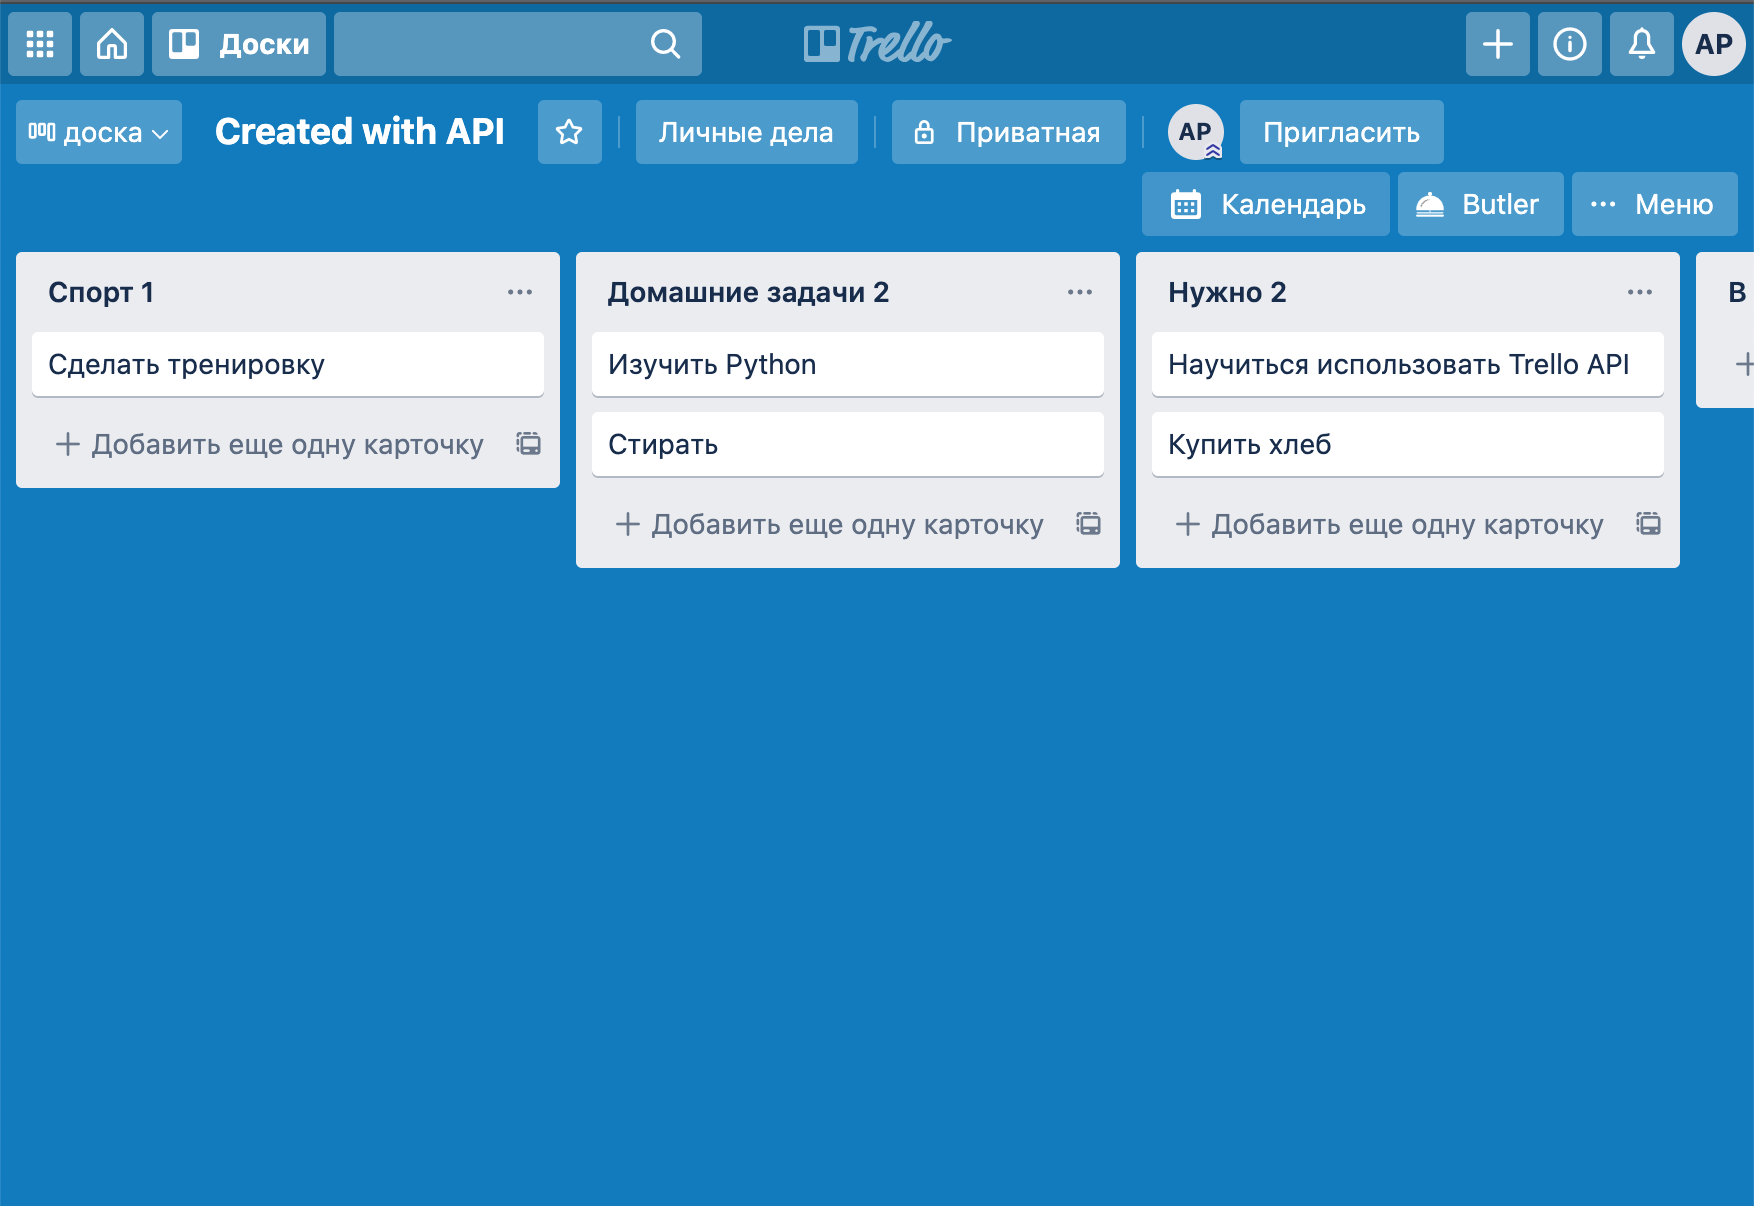 Доски
Trello
AP
доска
Created with API
Личные дела
Приватная
AP
Пригласить
Календарь
Butler
Меню
Спорт 1
Сделать тренировку
Добавить еще одну карточку
Домашние задачи 2
Изучить Python
Стирать
Добавить еще одну карточку
Нужно 2
Научиться использовать Trello API
Купить хлеб
Добавить еще одну карточку
В